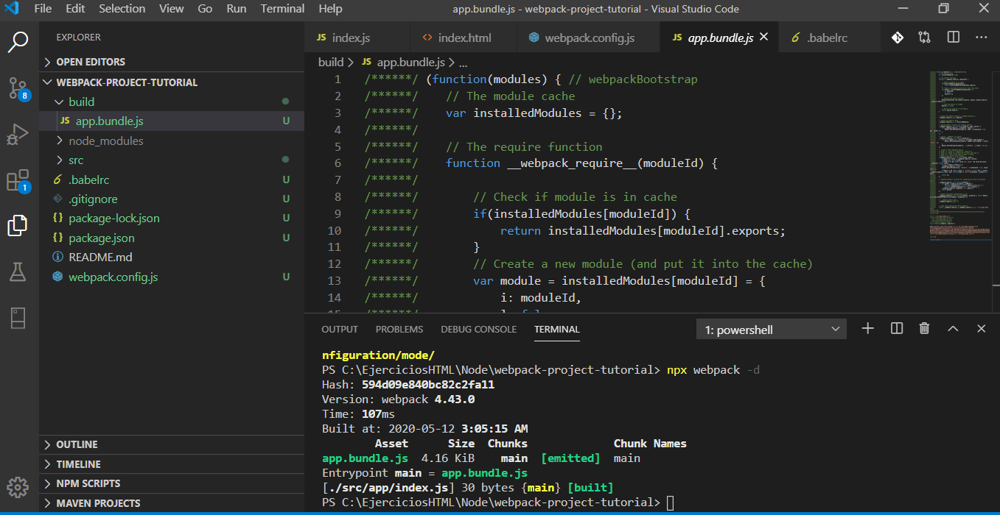 File Edit Selection View Go Run Terminal Help app.bundle.js - webpack-project-tutorial - Visual Studio Code
EXPLORER
OPEN EDITORS
WEBPACK-PROJECT-TUTORIAL
build
JS app.bundle.js U
node_modules
src
.babelrc U
.gitignore U
{} package-lock.json U
{} package.json U
README.md
webpack.config.js U
8
1
OUTLINE
TIMELINE
NPM SCRIPTS
MAVEN PROJECTS
JS index.js <> index.html webpack.config.js JS app.bundle.js .babelrc
build > JS app.bundle.js > ...
1 /******/ (function(modules) { // webpackBootstrap
2 /******/ // The module cache
3 /******/ var installedModules = {};
4 /******/
5 /******/ // The require function
6 /******/ function __webpack_require__(moduleId) {
7 /******/
8 /******/ // Check if module is in cache
9 /******/ if(installedModules[moduleId]) {
10 /******/ return installedModules[moduleId].exports;
11 /******/ }
12 /******/ // Create a new module (and put it into the cache)
13 /******/ var module = installedModules[moduleId] = {
14 /******/ i: moduleId,
OUTPUT PROBLEMS DEBUG CONSOLE TERMINAL 1: powershell
nfiguration/mode/
PS C:\EjerciciosHTML\Node\webpack-project-tutorial> npx webpack -d
Hash: 594d09e840bc82c2fa11
Version: webpack 4.43.0
Time: 107ms
Built at: 2020-05-12 3:05:15 AM
Asset Size Chunks Chunk Names
app.bundle.js 4.16 KiB main [emitted] main
Entrypoint main = app.bundle.js
[./src/app/index.js] 30 bytes {main} [built]
PS C:\EjerciciosHTML\Node\webpack-project-tutorial>